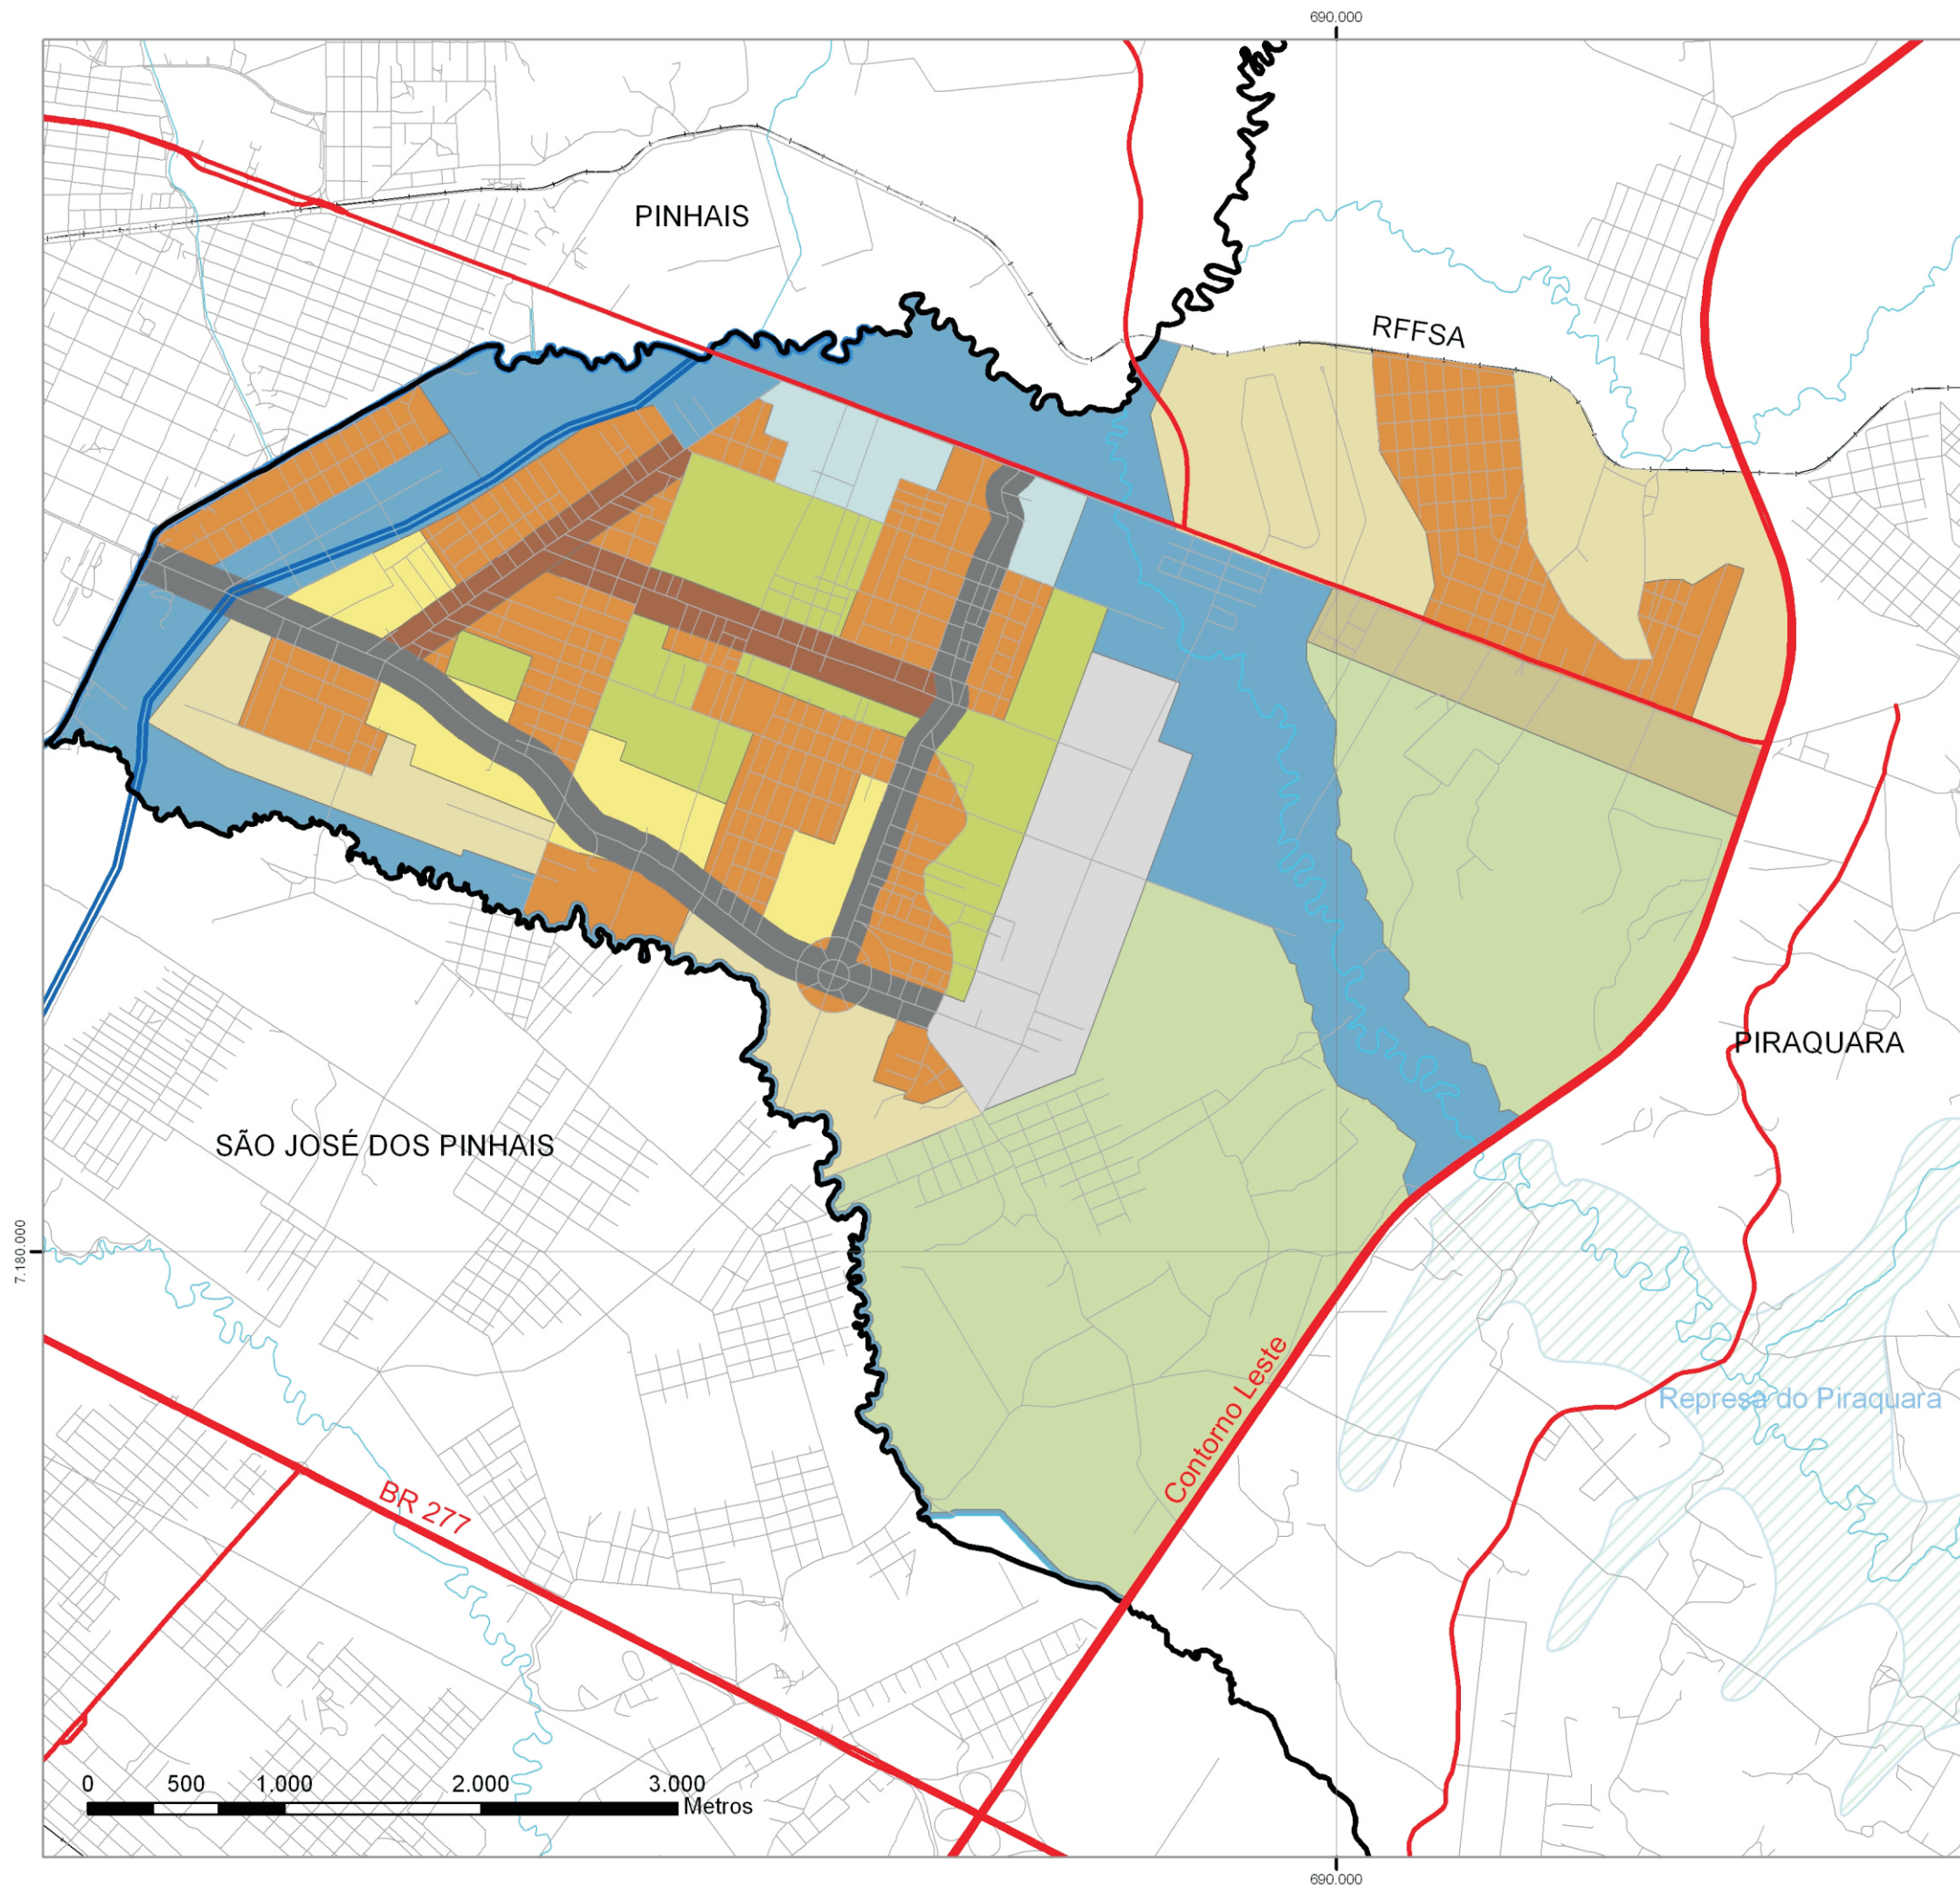 690.000
PINHAIS
RFFSA
PIRAQUARA
SÃO JOSÉ DOS PINHAIS
7.180.000
Contorno Leste
Represa do Piraquara
BR 277
0 500 1.000 2.000 3.000
Metros
690.000